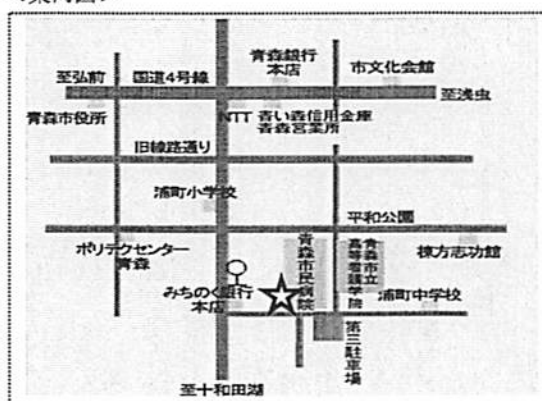 青森銀行
本店
市文化会館
至弘前
国道4号線
至浅虫
青森市役所
NTT
青い森信用金庫
青森営業所
旧線路通り
浦町小学校
平和公園
ポリテクセンター
青森
青森市民病院
青森市立
高等看護学院
棟方志功館
みちのく銀行
本店
浦町中学校
第三駐車場
至十和田湖